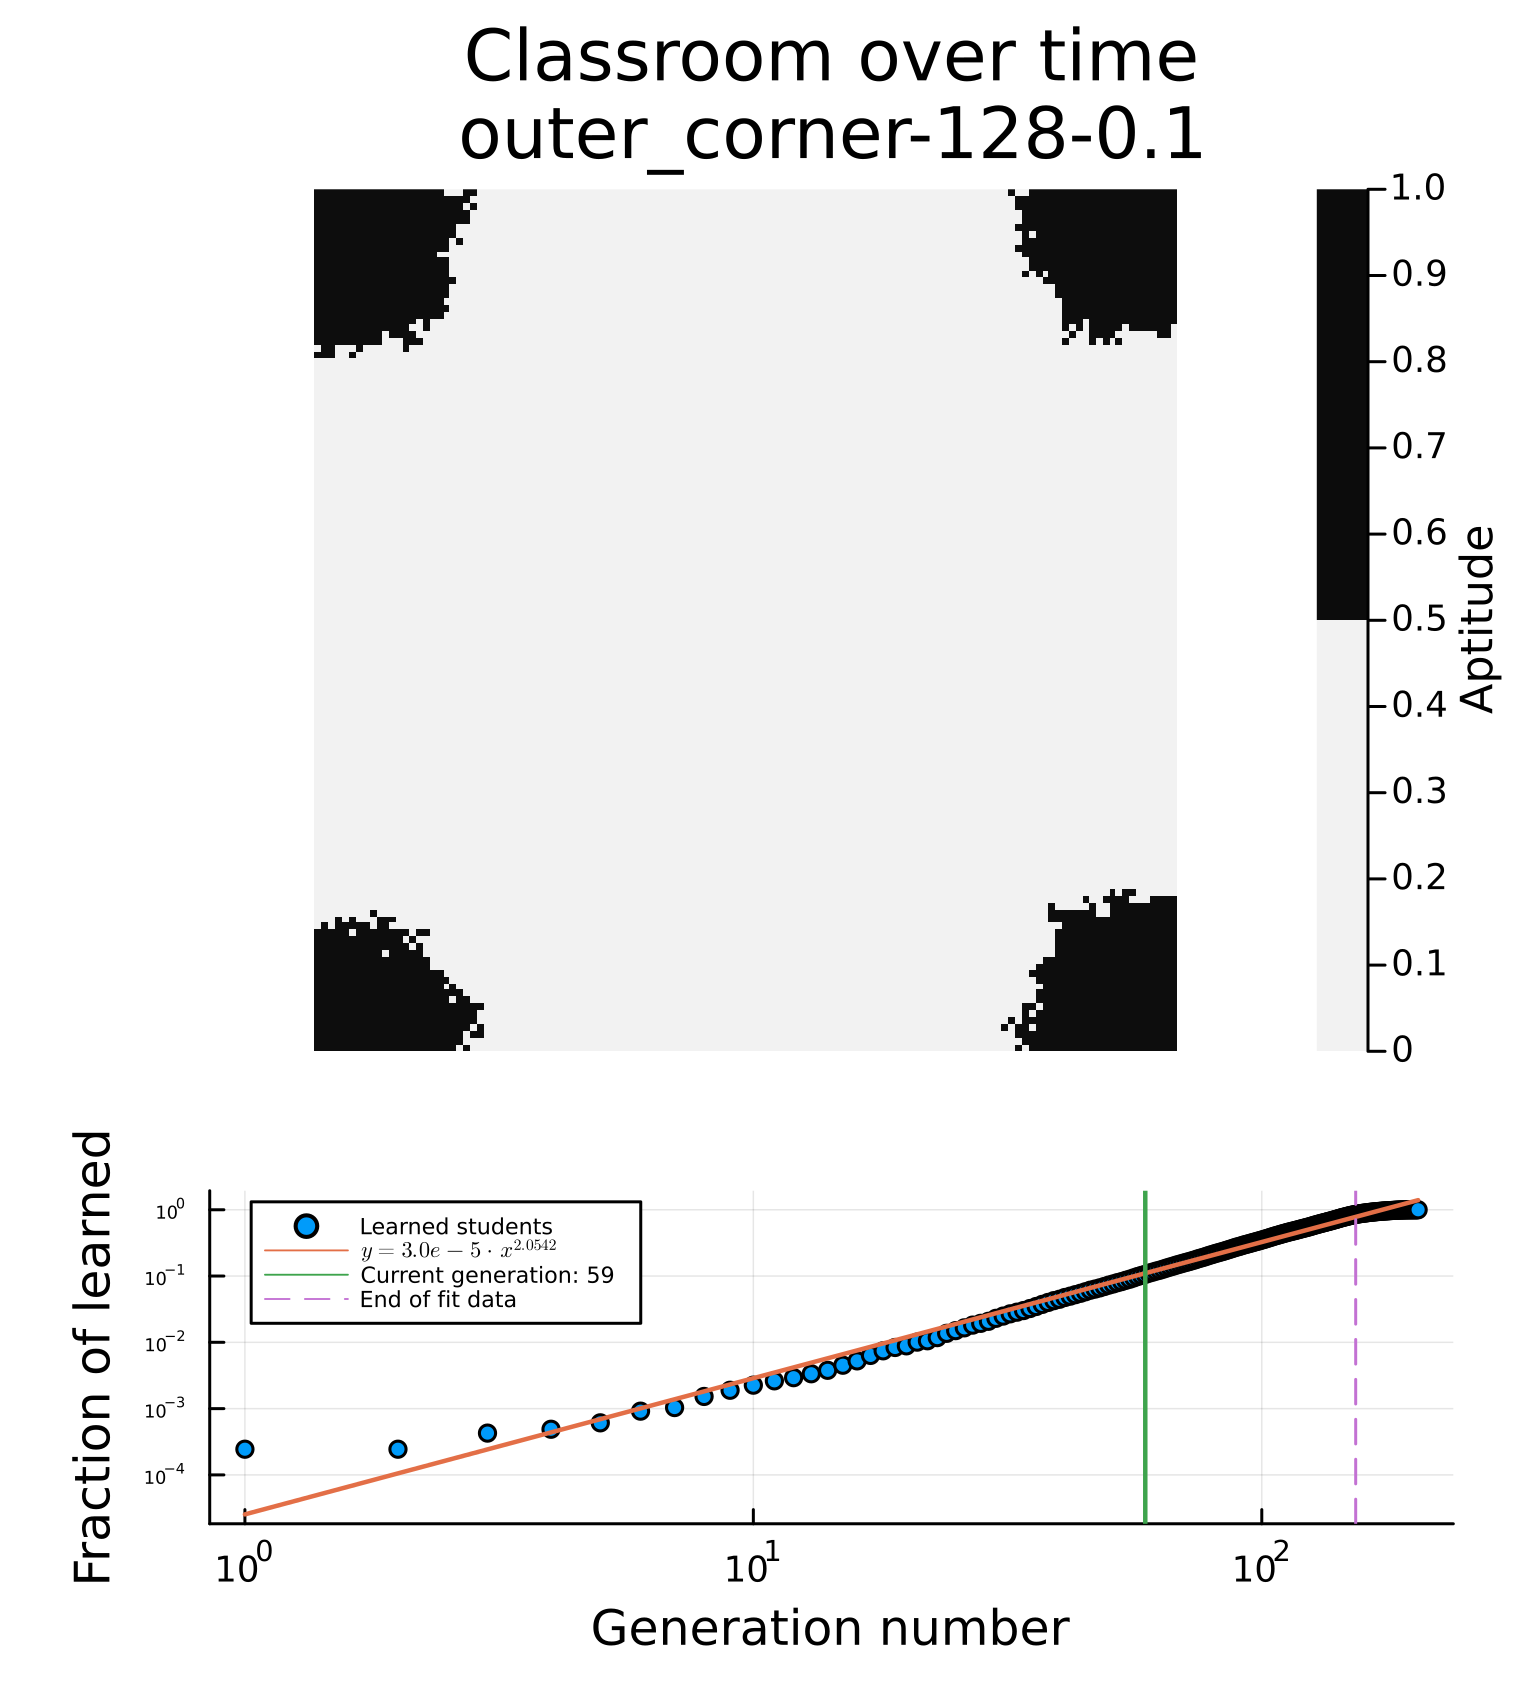 Classroom over time
outer_corner-128-0.1
1.0
0.9
0.8
0.7
0.6
0.5
0.4
0.3
0.2
0.1
0
Aptitude
Fraction of learned
10^0
10^-1
10^-2
10^-3
10^-4
Learned students
y = 3.0e − 5 · x^2.0542
Current generation: 59
End of fit data
10^0
10^1
10^2
Generation number